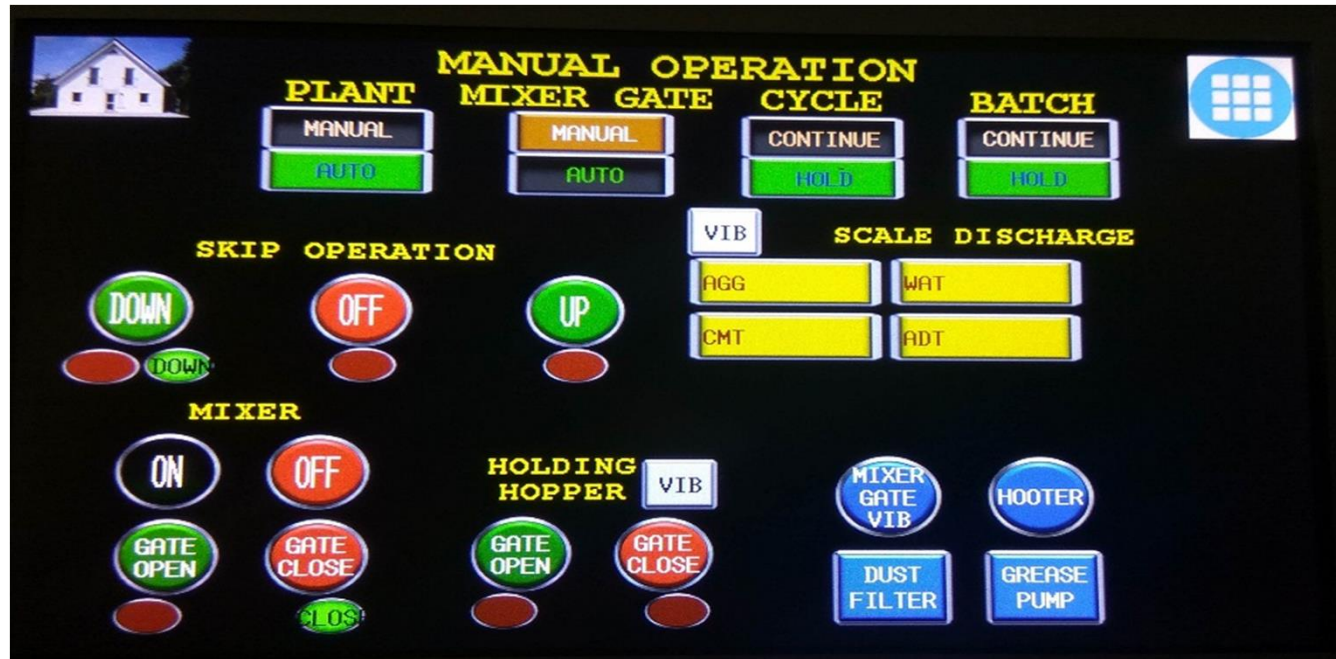 MANUAL OPERATION
PLANT MIXER GATE CYCLE BATCH
MANUAL MANUAL CONTINUE CONTINUE
AUTO AUTO HOLD HOLD
SKIP OPERATION
VIB SCALE DISCHARGE
DOWN OFF UP
AGG WAT
CMT ADT
DOWN
MIXER
ON OFF
HOLDING
HOPPER VIB
MIXER
GATE
VIB
HOOTER
GATE
OPEN
GATE
CLOSE
GATE
OPEN
GATE
CLOSE
DUST
FILTER
GREASE
PUMP
CLOSE